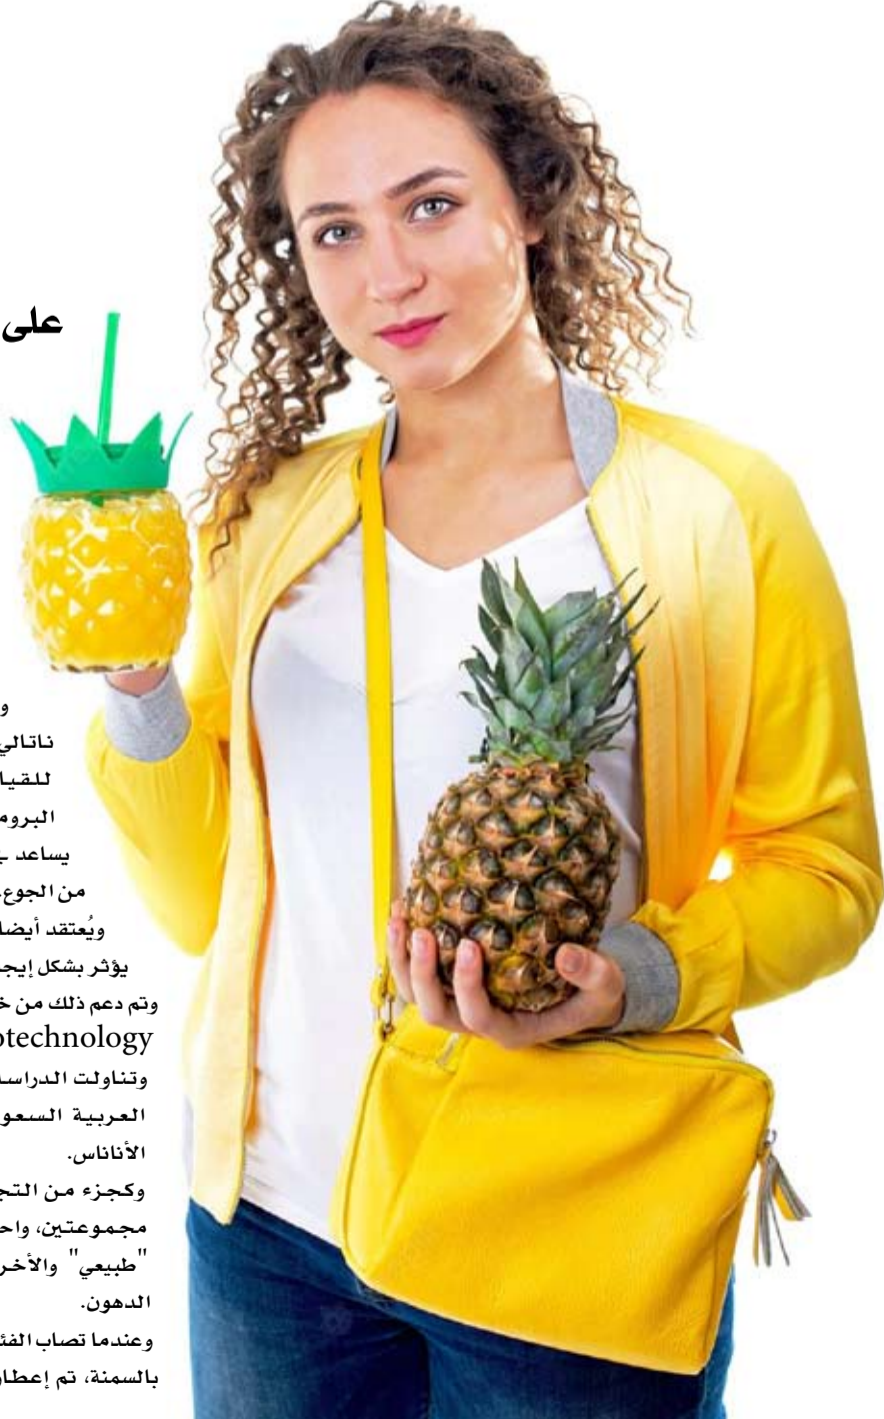 على
و
ناتالي
للقيا
البروم
يساعد
من الجوع
ويُعتقد أيضا
يؤثر بشكل إيج
وتم دعم ذلك من خ
otechnology
وتناولت الدراس
العربية السعو
الأناناس.
وكجزء من التج
مجموعتين، واح
"طبيعي" والأخر
الدهون.
وعندما تصاب الفئ
بالسمنة، تم إعطا